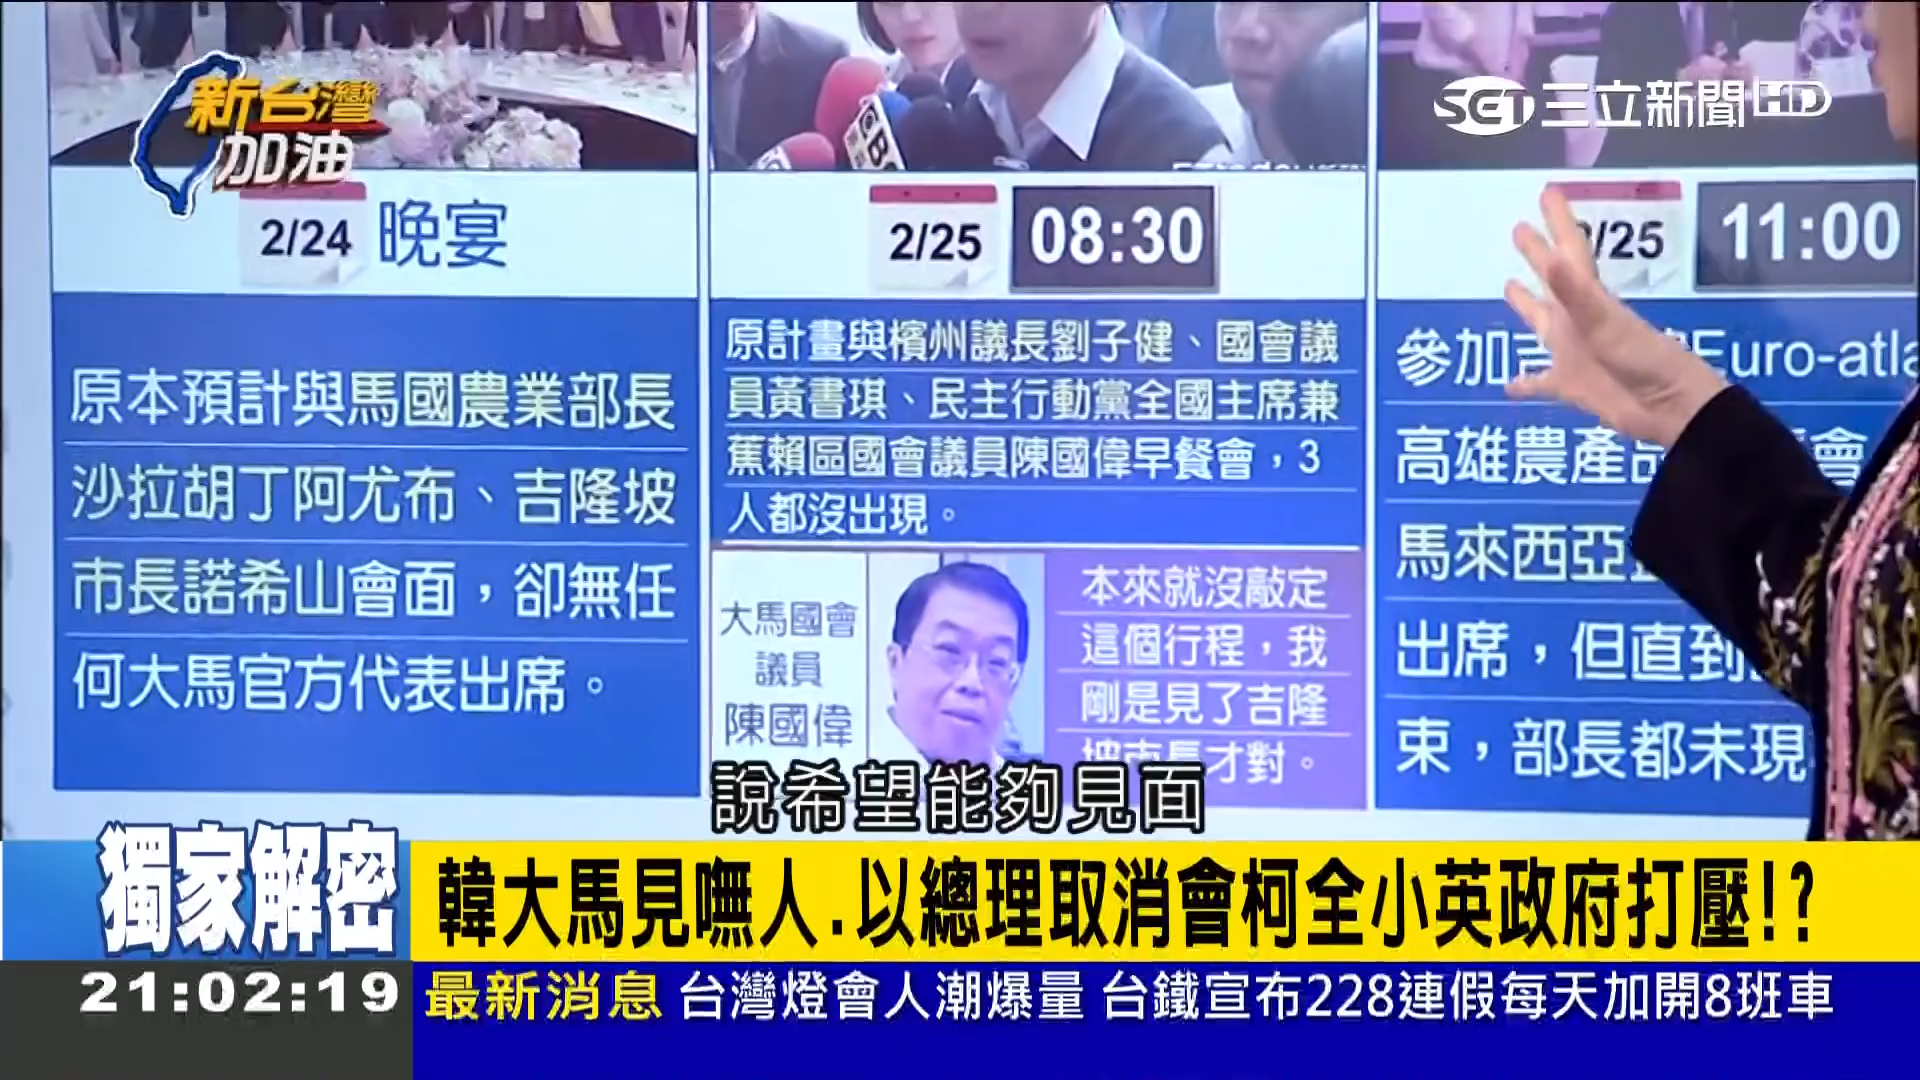 新台灣
加油
SET三立新聞HD
2/24 晚宴
原本預計與馬國農業部長
沙拉胡丁阿尤布、吉隆坡
市長諾希山會面，卻無任
何大馬官方代表出席。
2/25 08:30
原計畫與檳州議長劉子健、國會議
員黃書琪、民主行動黨全國主席兼
蕉賴區國會議員陳國偉早餐會，3
人都沒出現。
大馬國會
議員
陳國偉
本來就沒敲定
這個行程，我
剛是見了吉隆
坡市長才對。
/25 11:00
參加吉 Euro-atla
高雄農產品 會
馬來西亞
出席，但直到
束，部長都未現
說希望能夠見面
獨家解密
韓大馬見嘸人.以總理取消會柯全小英政府打壓!?
21:02:19
最新消息 台灣燈會人潮爆量 台鐵宣布228連假每天加開8班車